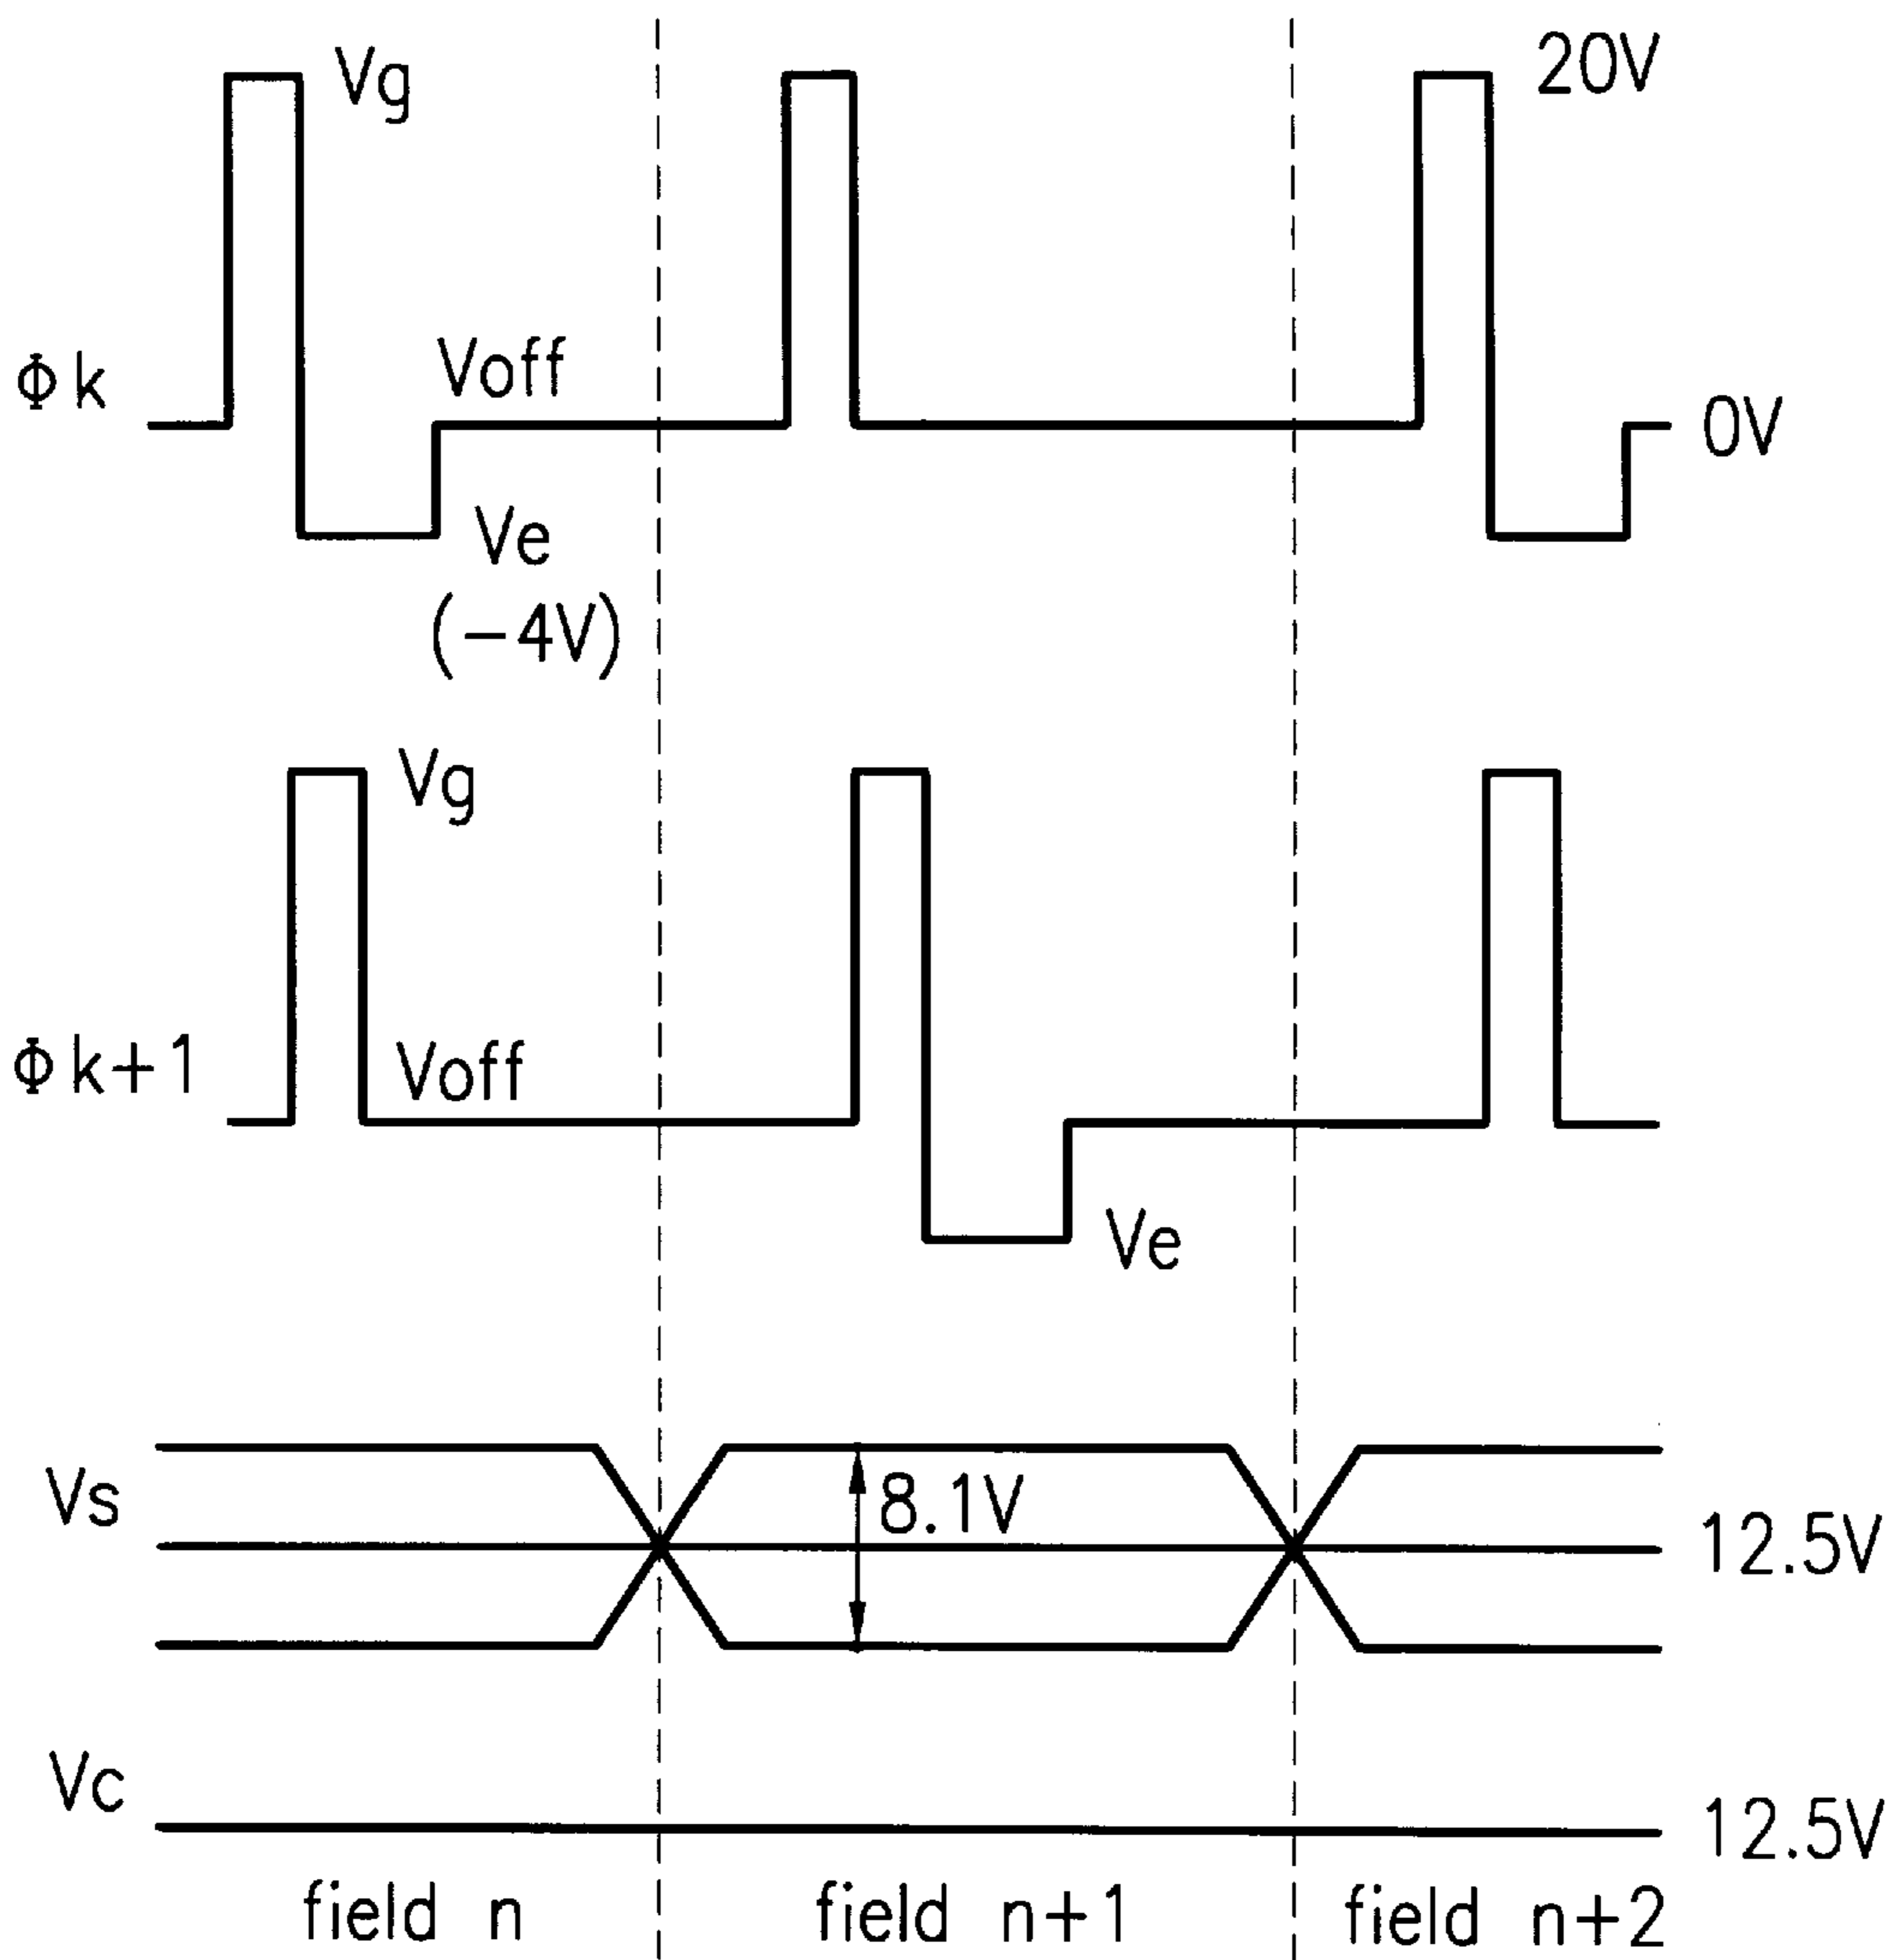 Vg
20V
Φk
Voff
0V
Ve
(-4V)
Vg
Φk+1
Voff
Ve
Vs
8.1V
12.5V
Vc
12.5V
field n
field n+1
field n+2